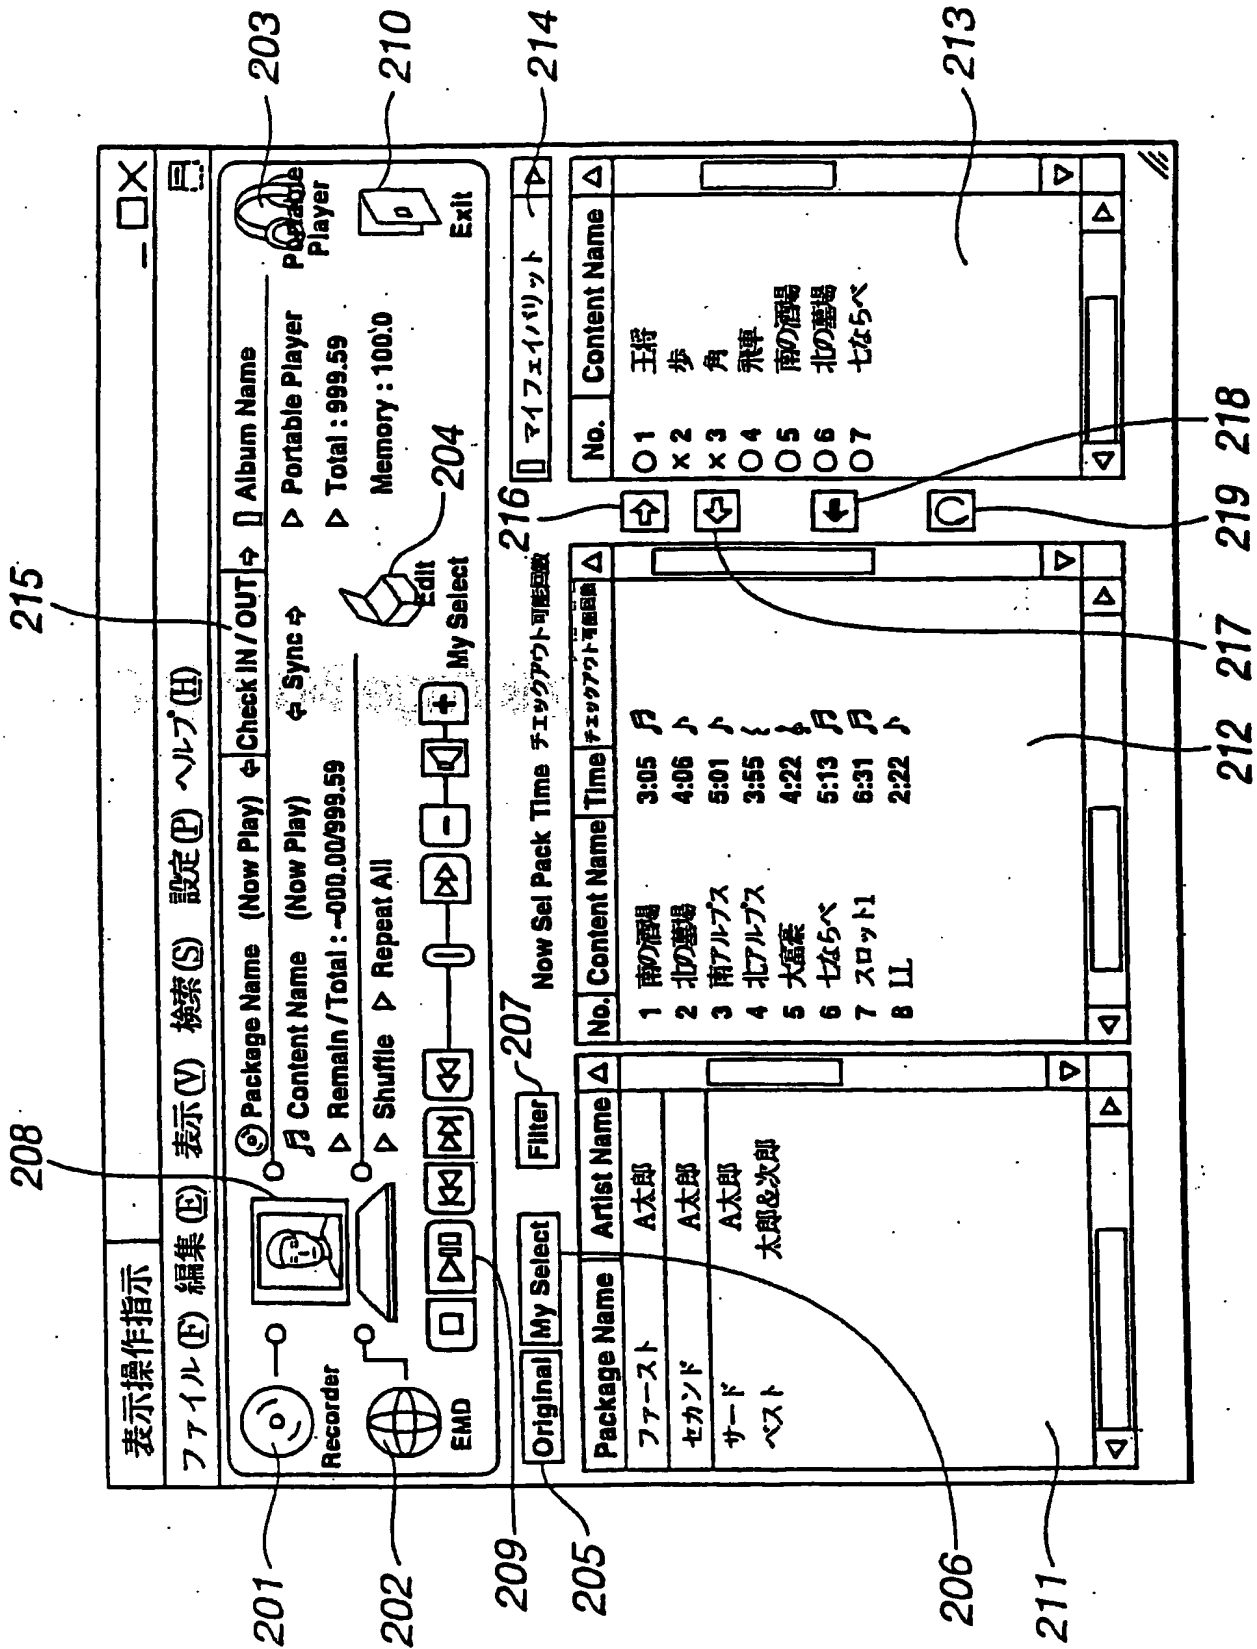 表示操作指示
ファイル(F) 編集(E) 表示(V) 検索(S) 設定(P) ヘルプ(H)
Package Name (Now Play) Check IN / OUT Album Name
Content Name (Now Play) Sync Portable Player
Remain / Total : -000.00/999.59 Total : 999.59
Shuffle Repeat All Memory : 100.0
Recorder
EMD
Edit
My Select
Portable
Player
Exit
Original My Select Filter Now Sel Pack Time チェックアウト可能回数 マイフェイバリット
Package Name Artist Name
ファースト A太郎
セカンド A太郎
サード A太郎
ベスト 太郎&次郎
No. Content Name Time チェックアウト可能回数
1 南の酒場 3:05
2 北の墓場 4:06
3 南アルプス 5:01
4 北アルプス 3:55
5 大富豪 4:22
6 七ならべ 5:13
7 スロット1 6:31
8 LL 2:22
No. Content Name
O 1 王将
x 2 歩
x 3 角
O 4 飛車
O 5 南の酒場
O 6 北の墓場
O 7 七ならべ
201
202
203
204
205
206
207
208
209
210
211
212
213
214
215
216
217
218
219